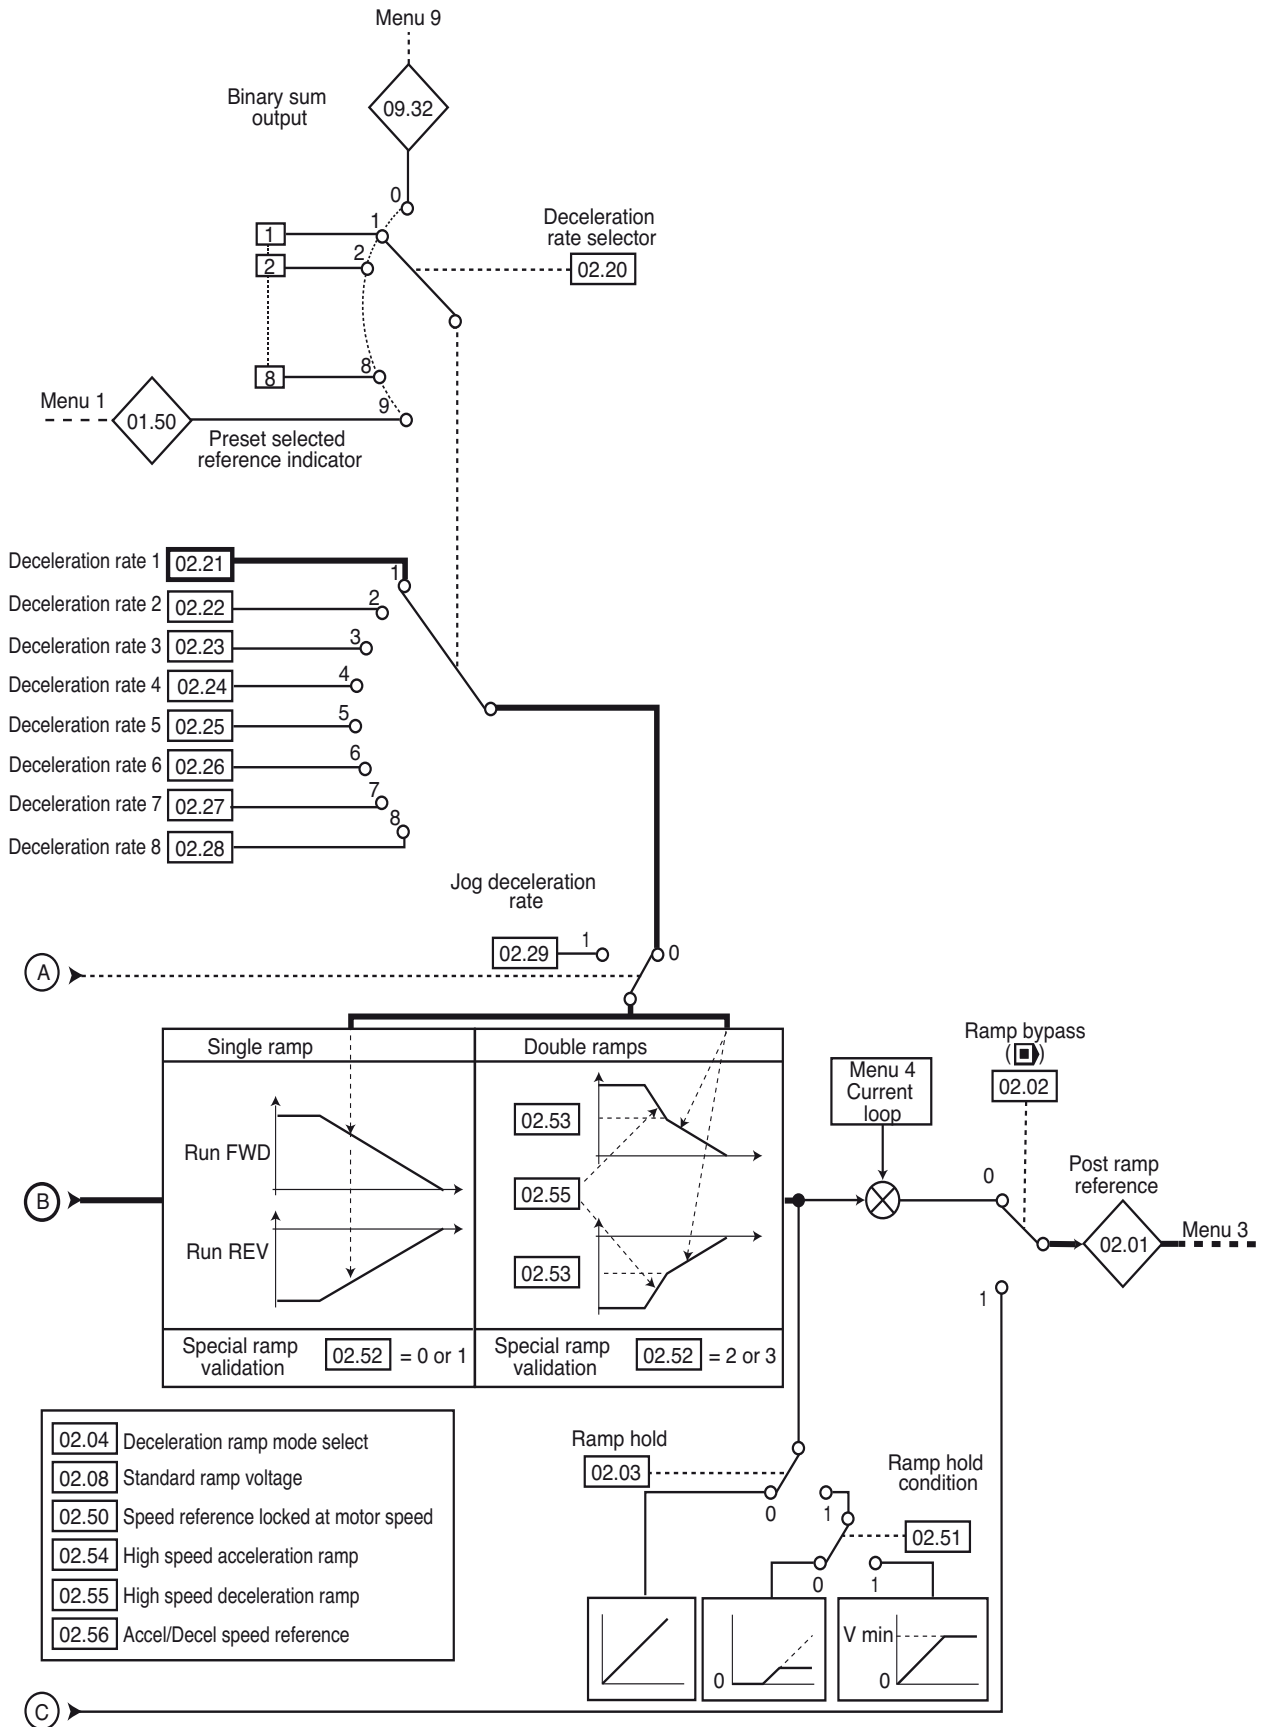 Menu 9
Binary sum
output
09.32
0
1
1
2
2
Deceleration
rate selector
02.20
8
8
9
Menu 1
01.50
Preset selected
reference indicator
Deceleration rate 1 02.21 1
Deceleration rate 2 02.22 2
Deceleration rate 3 02.23 3
Deceleration rate 4 02.24 4
Deceleration rate 5 02.25 5
Deceleration rate 6 02.26 6
Deceleration rate 7 02.27 7
Deceleration rate 8 02.28 8
Jog deceleration
rate
02.29 1 0
A
Single ramp
Double ramps
Run FWD
Run REV
02.53
02.55
02.53
Special ramp
validation
02.52 = 0 or 1
Special ramp
validation
02.52 = 2 or 3
B
Menu 4
Current
loop
Ramp bypass
02.02
0
1
Post ramp
reference
02.01
Menu 3
02.04 Deceleration ramp mode select
02.08 Standard ramp voltage
02.50 Speed reference locked at motor speed
02.54 High speed acceleration ramp
02.55 High speed deceleration ramp
02.56 Accel/Decel speed reference
Ramp hold
02.03
0
1
Ramp hold
condition
02.51
0
1
0
V min
0
C